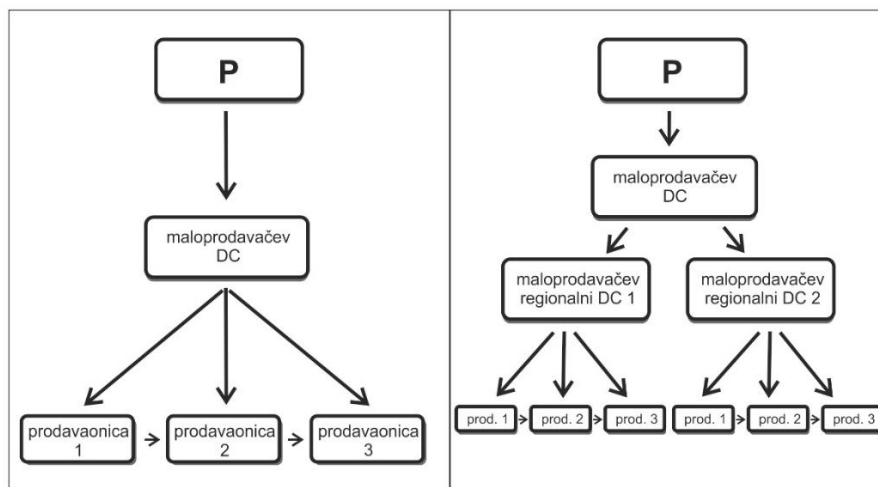 P
maloprodavačev
DC
prodavaonica
1
prodavaonica
2
prodavaonica
3
P
maloprodavačev
DC
maloprodavačev
regionalni DC 1
maloprodavačev
regionalni DC 2
prod. 1
prod. 2
prod. 3
prod. 1
prod. 2
prod. 3